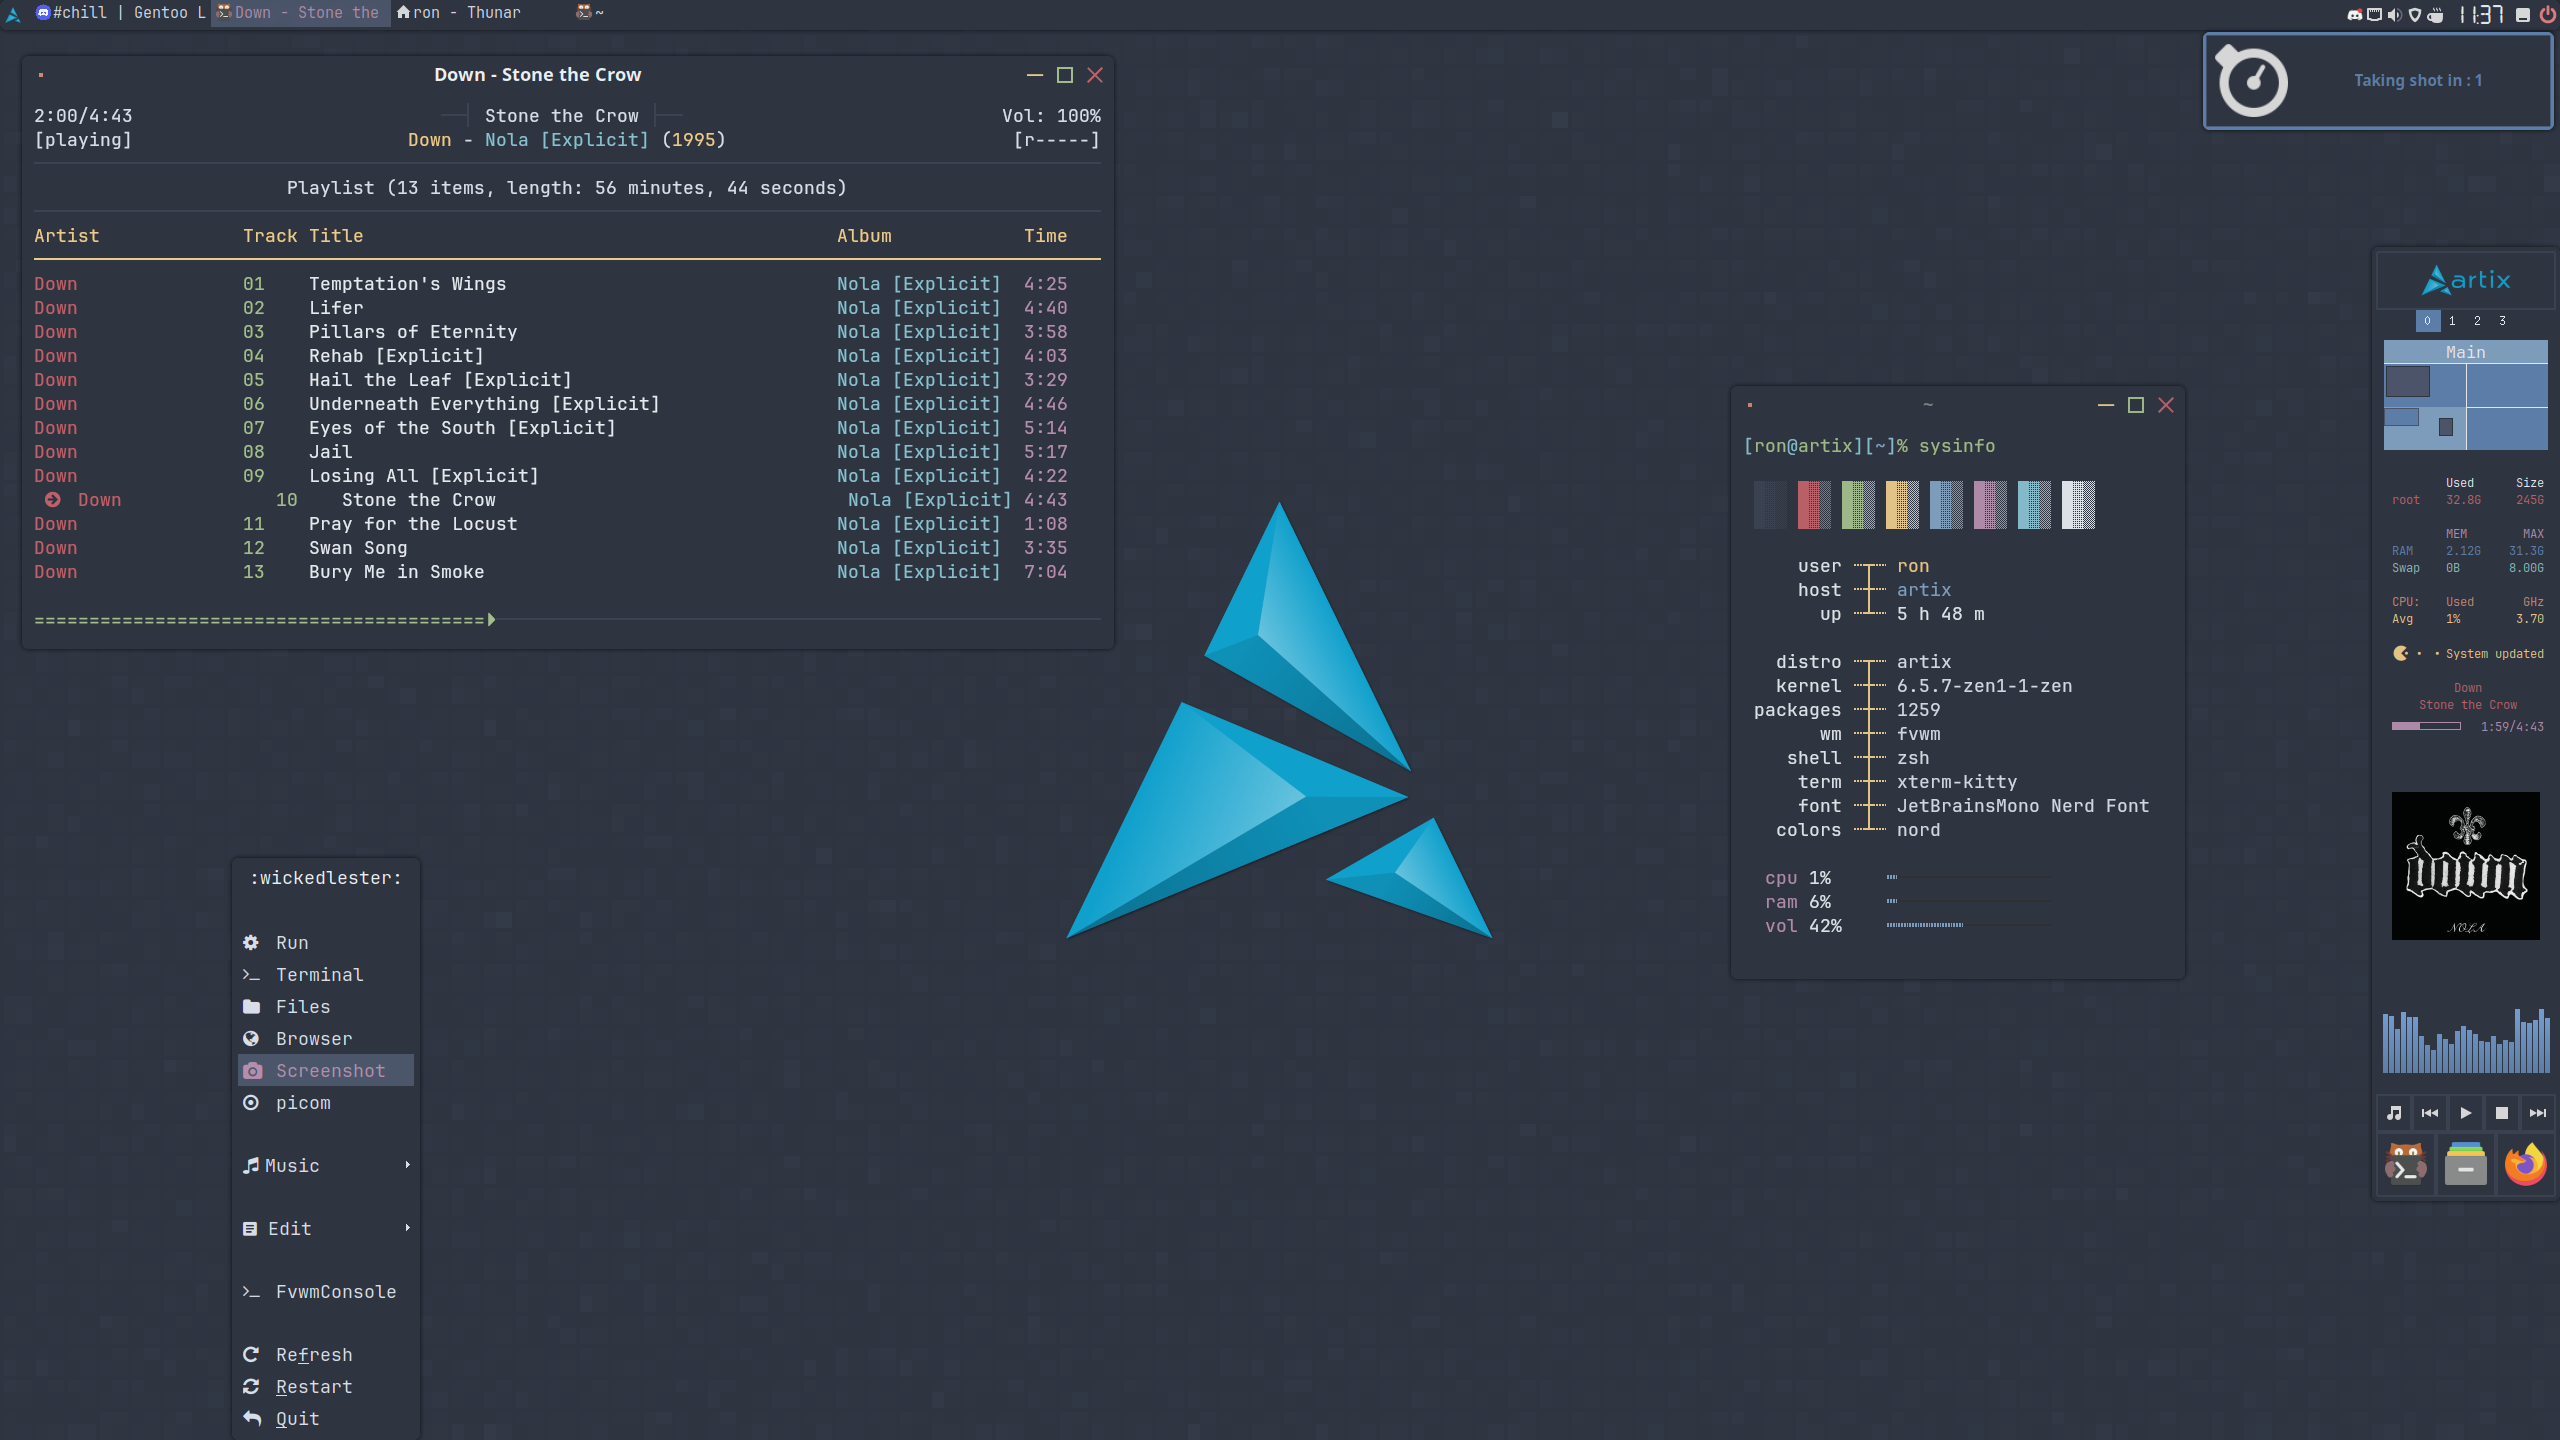 #chill | Gentoo L
Down - Stone the
ron - Thunar
~
11:37
Taking shot in : 1
Down - Stone the Crow
2:00/4:43
Stone the Crow
Vol: 100%
[playing]
Down - Nola [Explicit] (1995)
[r-----]
Playlist (13 items, length: 56 minutes, 44 seconds)
Artist Track Title Album Time
Down 01 Temptation's Wings Nola [Explicit] 4:25
Down 02 Lifer Nola [Explicit] 4:40
Down 03 Pillars of Eternity Nola [Explicit] 3:58
Down 04 Rehab [Explicit] Nola [Explicit] 4:03
Down 05 Hail the Leaf [Explicit] Nola [Explicit] 3:29
Down 06 Underneath Everything [Explicit] Nola [Explicit] 4:46
Down 07 Eyes of the South [Explicit] Nola [Explicit] 5:14
Down 08 Jail Nola [Explicit] 5:17
Down 09 Losing All [Explicit] Nola [Explicit] 4:22
Down 10 Stone the Crow Nola [Explicit] 4:43
Down 11 Pray for the Locust Nola [Explicit] 1:08
Down 12 Swan Song Nola [Explicit] 3:35
Down 13 Bury Me in Smoke Nola [Explicit] 7:04
:wickedlester:
Run
Terminal
Files
Browser
Screenshot
picom
Music
Edit
FvwmConsole
Refresh
Restart
Quit
~
[ron@artix][~]% sysinfo
user ron
host artix
up 5 h 48 m
distro artix
kernel 6.5.7-zen1-1-zen
packages 1259
wm fvwm
shell zsh
term xterm-kitty
font JetBrainsMono Nerd Font
colors nord
cpu 1%
ram 6%
vol 42%
artix
0 1 2 3
Main
Used Size
root 32.8G 245G
MEM MAX
RAM 2.12G 31.3G
Swap 0B 8.00G
CPU: Used GHz
Avg 1% 3.70
System updated
Down
Stone the Crow
1:59/4:43
Down
NOLA